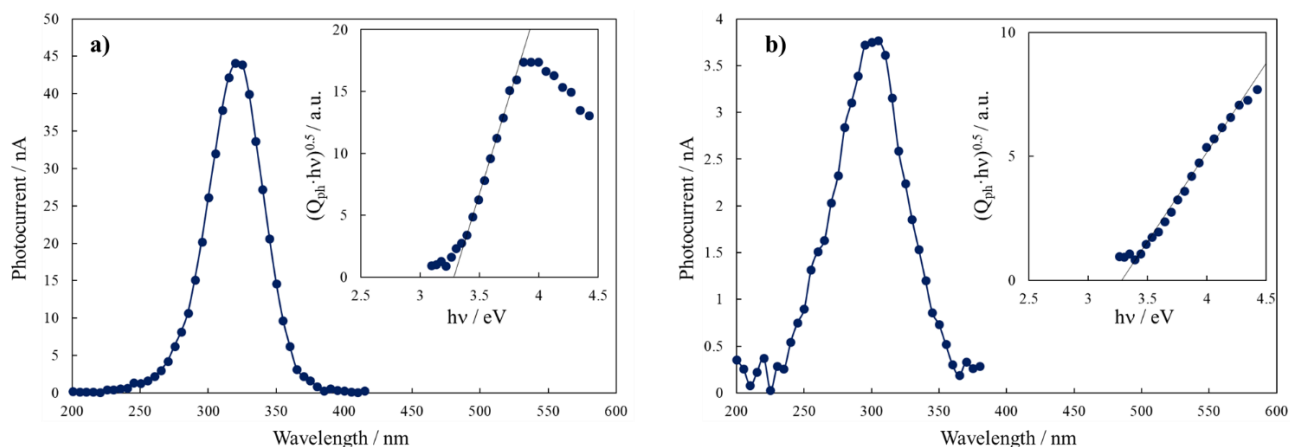 a)
50
45
40
35
30
25
20
15
10
5
0
Photocurrent / nA
200 250 300 350 400 450 500 550 600
Wavelength / nm
20
15
10
5
0
(Qph·hν)0.5 / a.u.
2.5 3 3.5 4 4.5
hν / eV
b)
4
3.5
3
2.5
2
1.5
1
0.5
0
Photocurrent / nA
200 250 300 350 400 450 500 550 600
Wavelength / nm
10
5
0
(Qph·hν)0.5 / a.u.
2.5 3 3.5 4 4.5
hν / eV